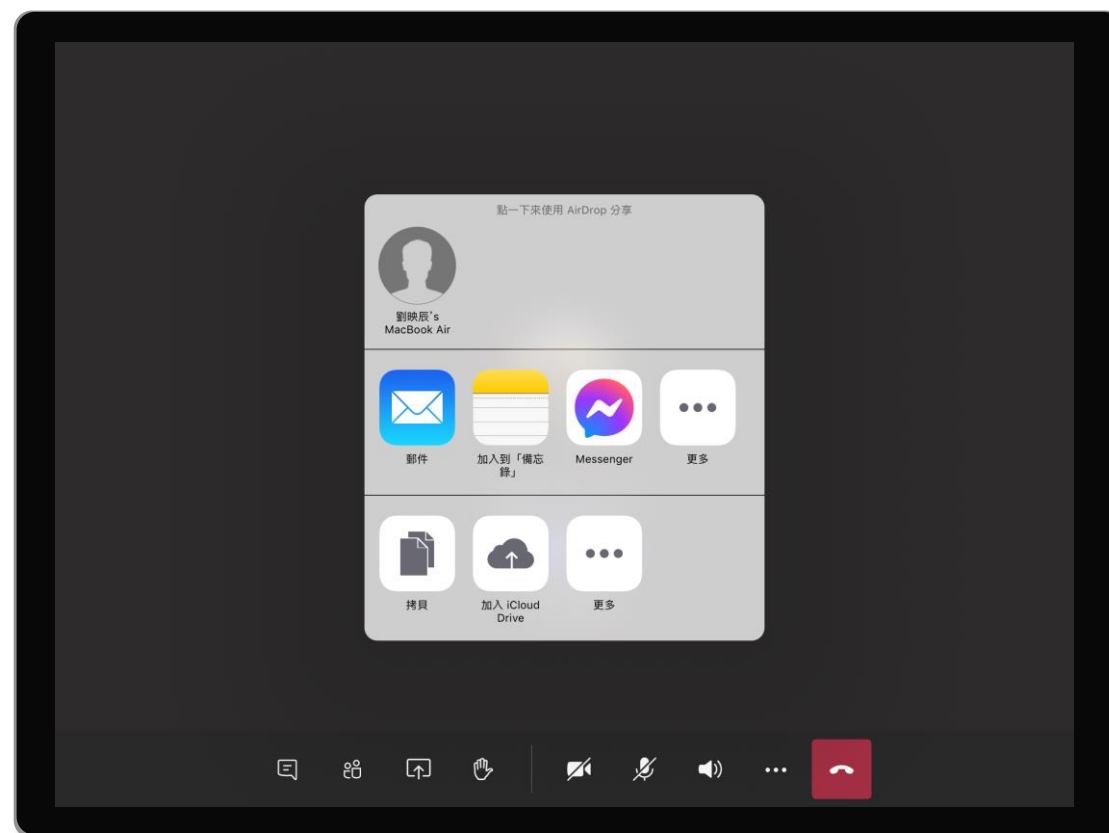 點一下來使用 AirDrop 分享
劉映辰's
MacBook Air
郵件
加入到「備忘
錄」
Messenger
更多
拷貝
加入 iCloud
Drive
更多